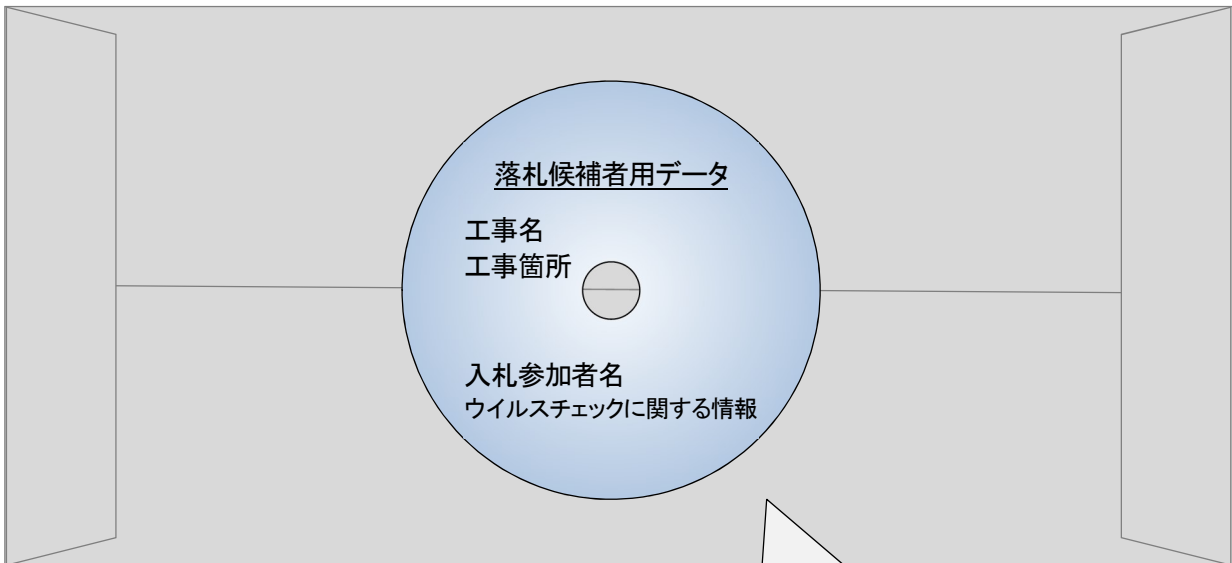 落札候補者用データ
工事名
工事箇所
入札参加者名
ウイルスチェックに関する情報